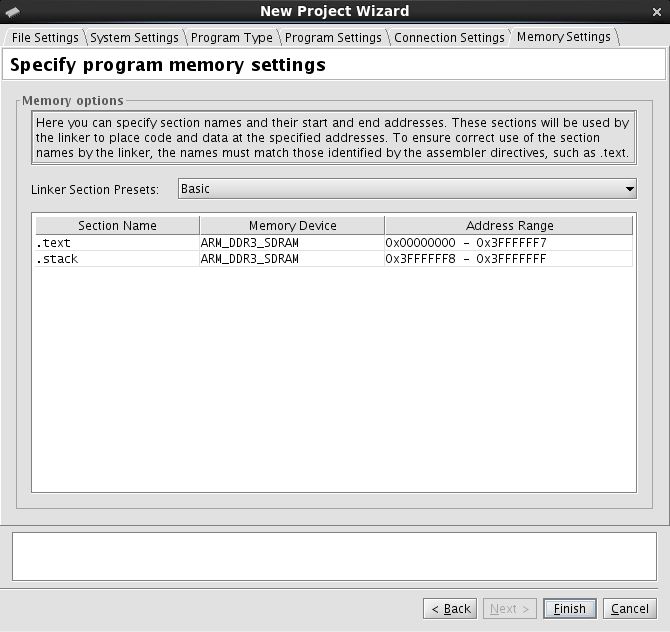 New Project Wizard
File Settings System Settings Program Type Program Settings Connection Settings Memory Settings
Specify program memory settings
Memory options
Here you can specify section names and their start and end addresses. These sections will be used by
the linker to place code and data at the specified addresses. To ensure correct use of the section
names by the linker, the names must match those identified by the assembler directives, such as .text.
Linker Section Presets: Basic
Section Name Memory Device Address Range
.text ARM_DDR3_SDRAM 0x00000000 - 0x3FFFFFF7
.stack ARM_DDR3_SDRAM 0x3FFFFFF8 - 0x3FFFFFFF
< Back Next > Finish Cancel